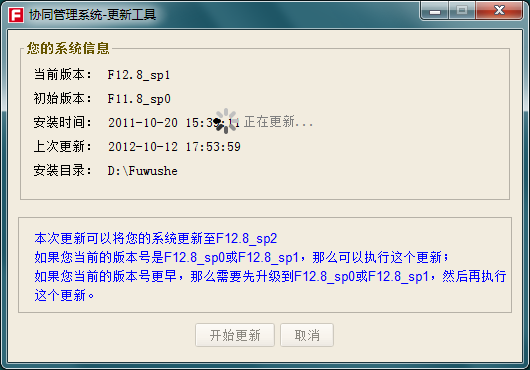 F 协同管理系统-更新工具
您的系统信息
当前版本： F12.8_sp1
初始版本： F11.8_sp0
安装时间： 2011-10-20 15:39:11 正在更新...
上次更新： 2012-10-12 17:53:59
安装目录： D:\Fuwushe
本次更新可以将您的系统更新至F12.8_sp2
如果您当前的版本号是F12.8_sp0或F12.8_sp1，那么可以执行这个更新；
如果您当前的版本号更早，那么需要先升级到F12.8_sp0或F12.8_sp1，然后再执行
这个更新。
开始更新 取消